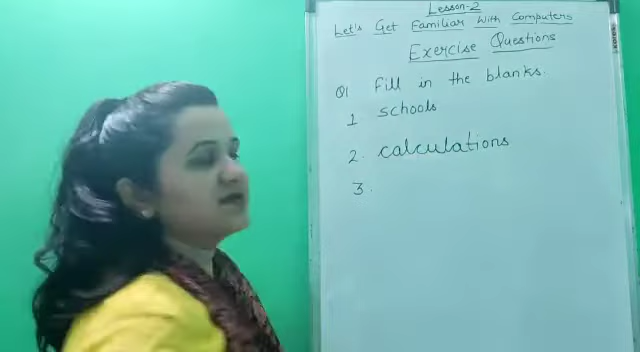 Lesson-2
Let's Get Familiar With Computers
Exercise Questions
Q1 Fill in the blanks.
1 schools
2. calculations
3.